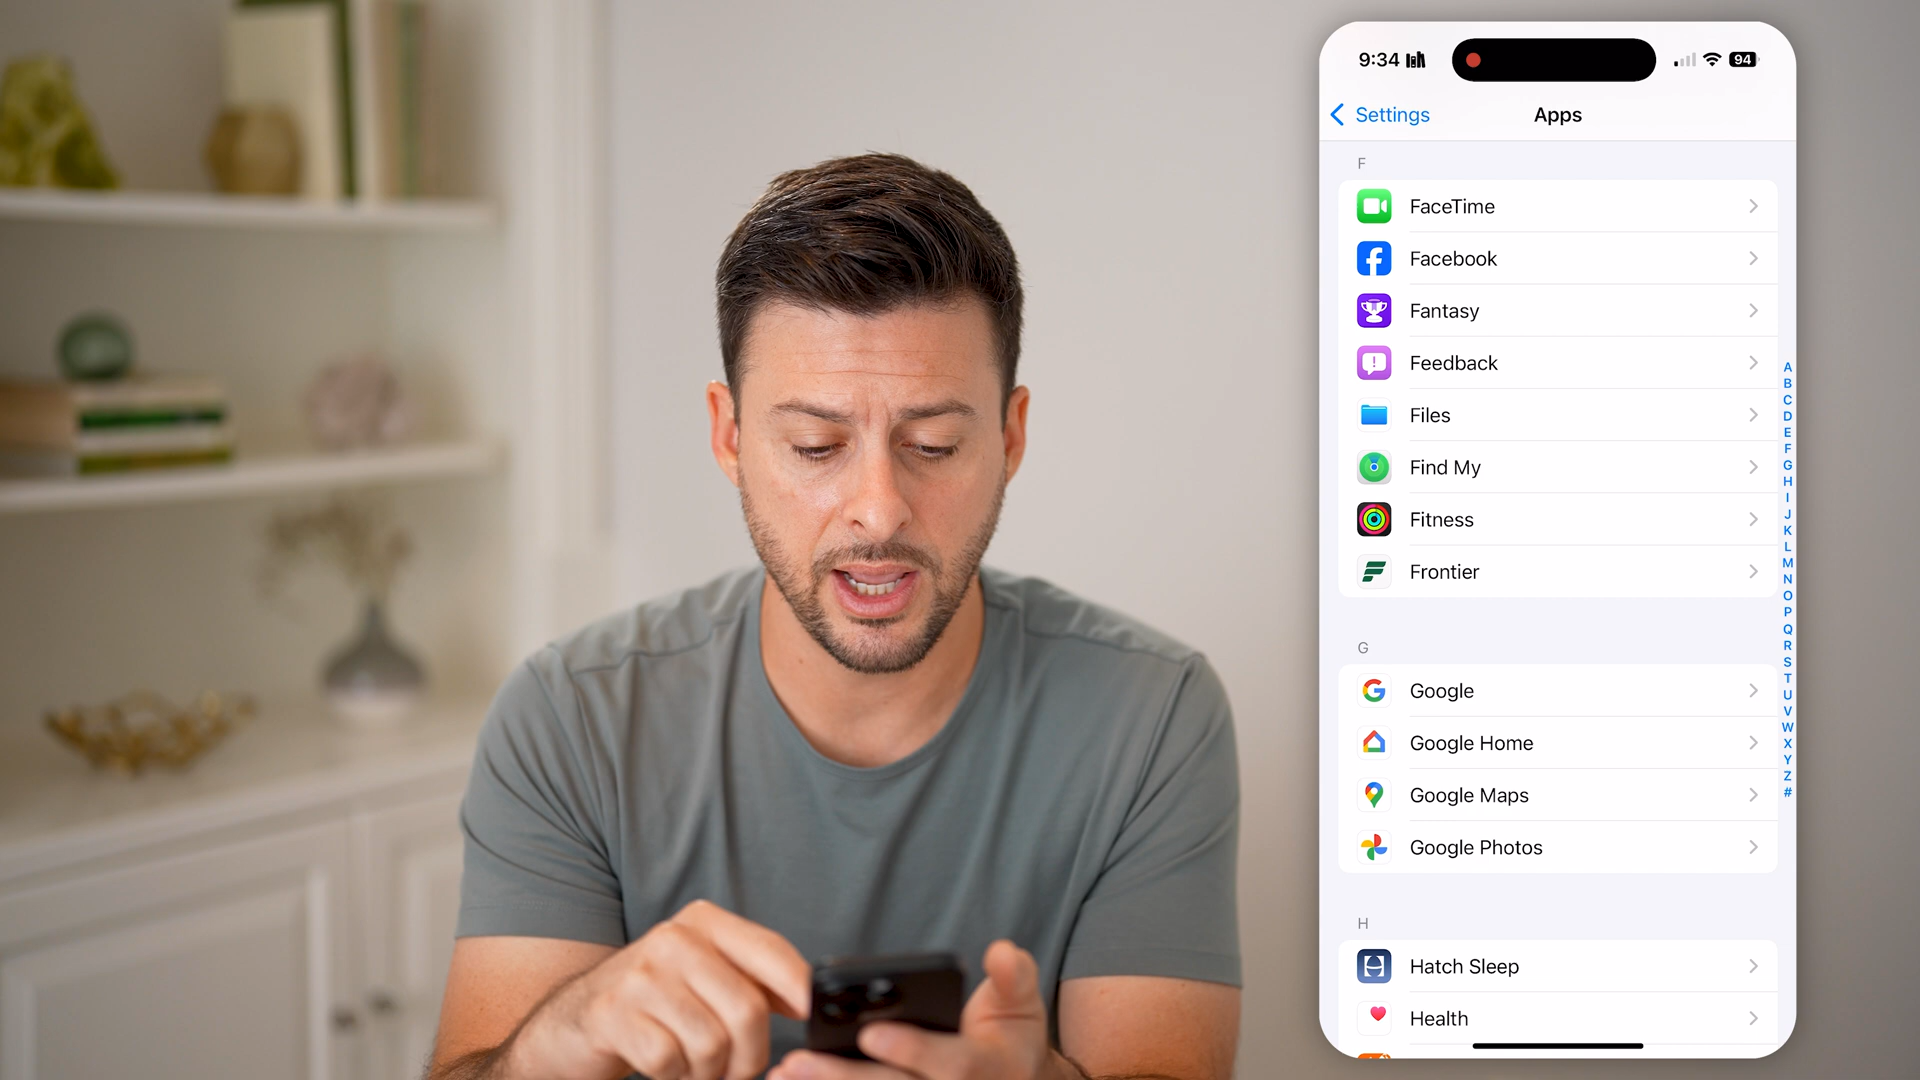 9:34
94
Settings
Apps
F
FaceTime
Facebook
Fantasy
Feedback
Files
Find My
Fitness
Frontier
G
Google
Google Home
Google Maps
Google Photos
H
Hatch Sleep
Health
A
B
C
D
E
F
G
H
I
J
K
L
M
N
O
P
Q
R
S
T
U
V
W
X
Y
Z
#